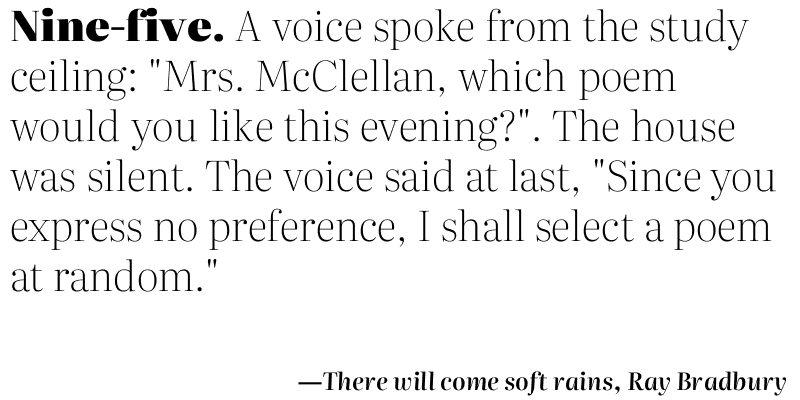 Nine-five. A voice spoke from the study
ceiling: "Mrs. McClellan, which poem
would you like this evening?". The house
was silent. The voice said at last, "Since you
express no preference, I shall select a poem
at random."
—There will come soft rains, Ray Bradbury